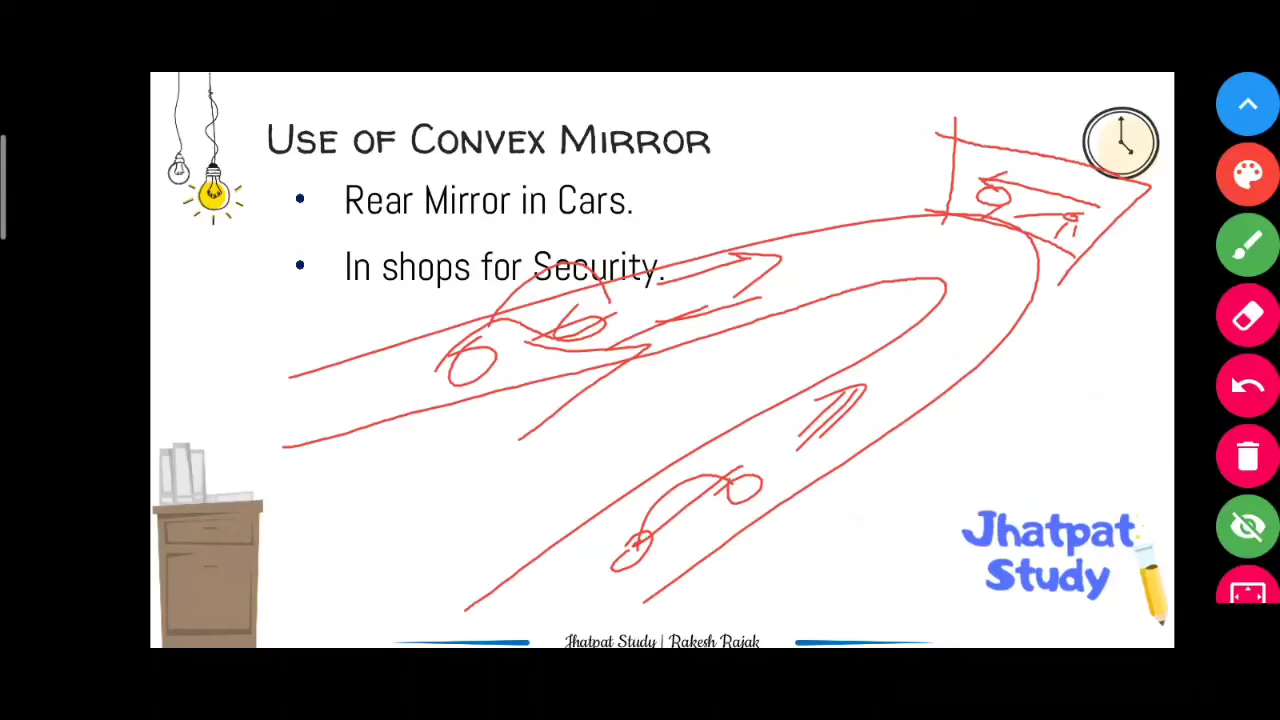 Use of Convex Mirror
• Rear Mirror in Cars.
• In shops for Security.
Jhatpat
Study
Jhatpat Study | Rakesh Rajak